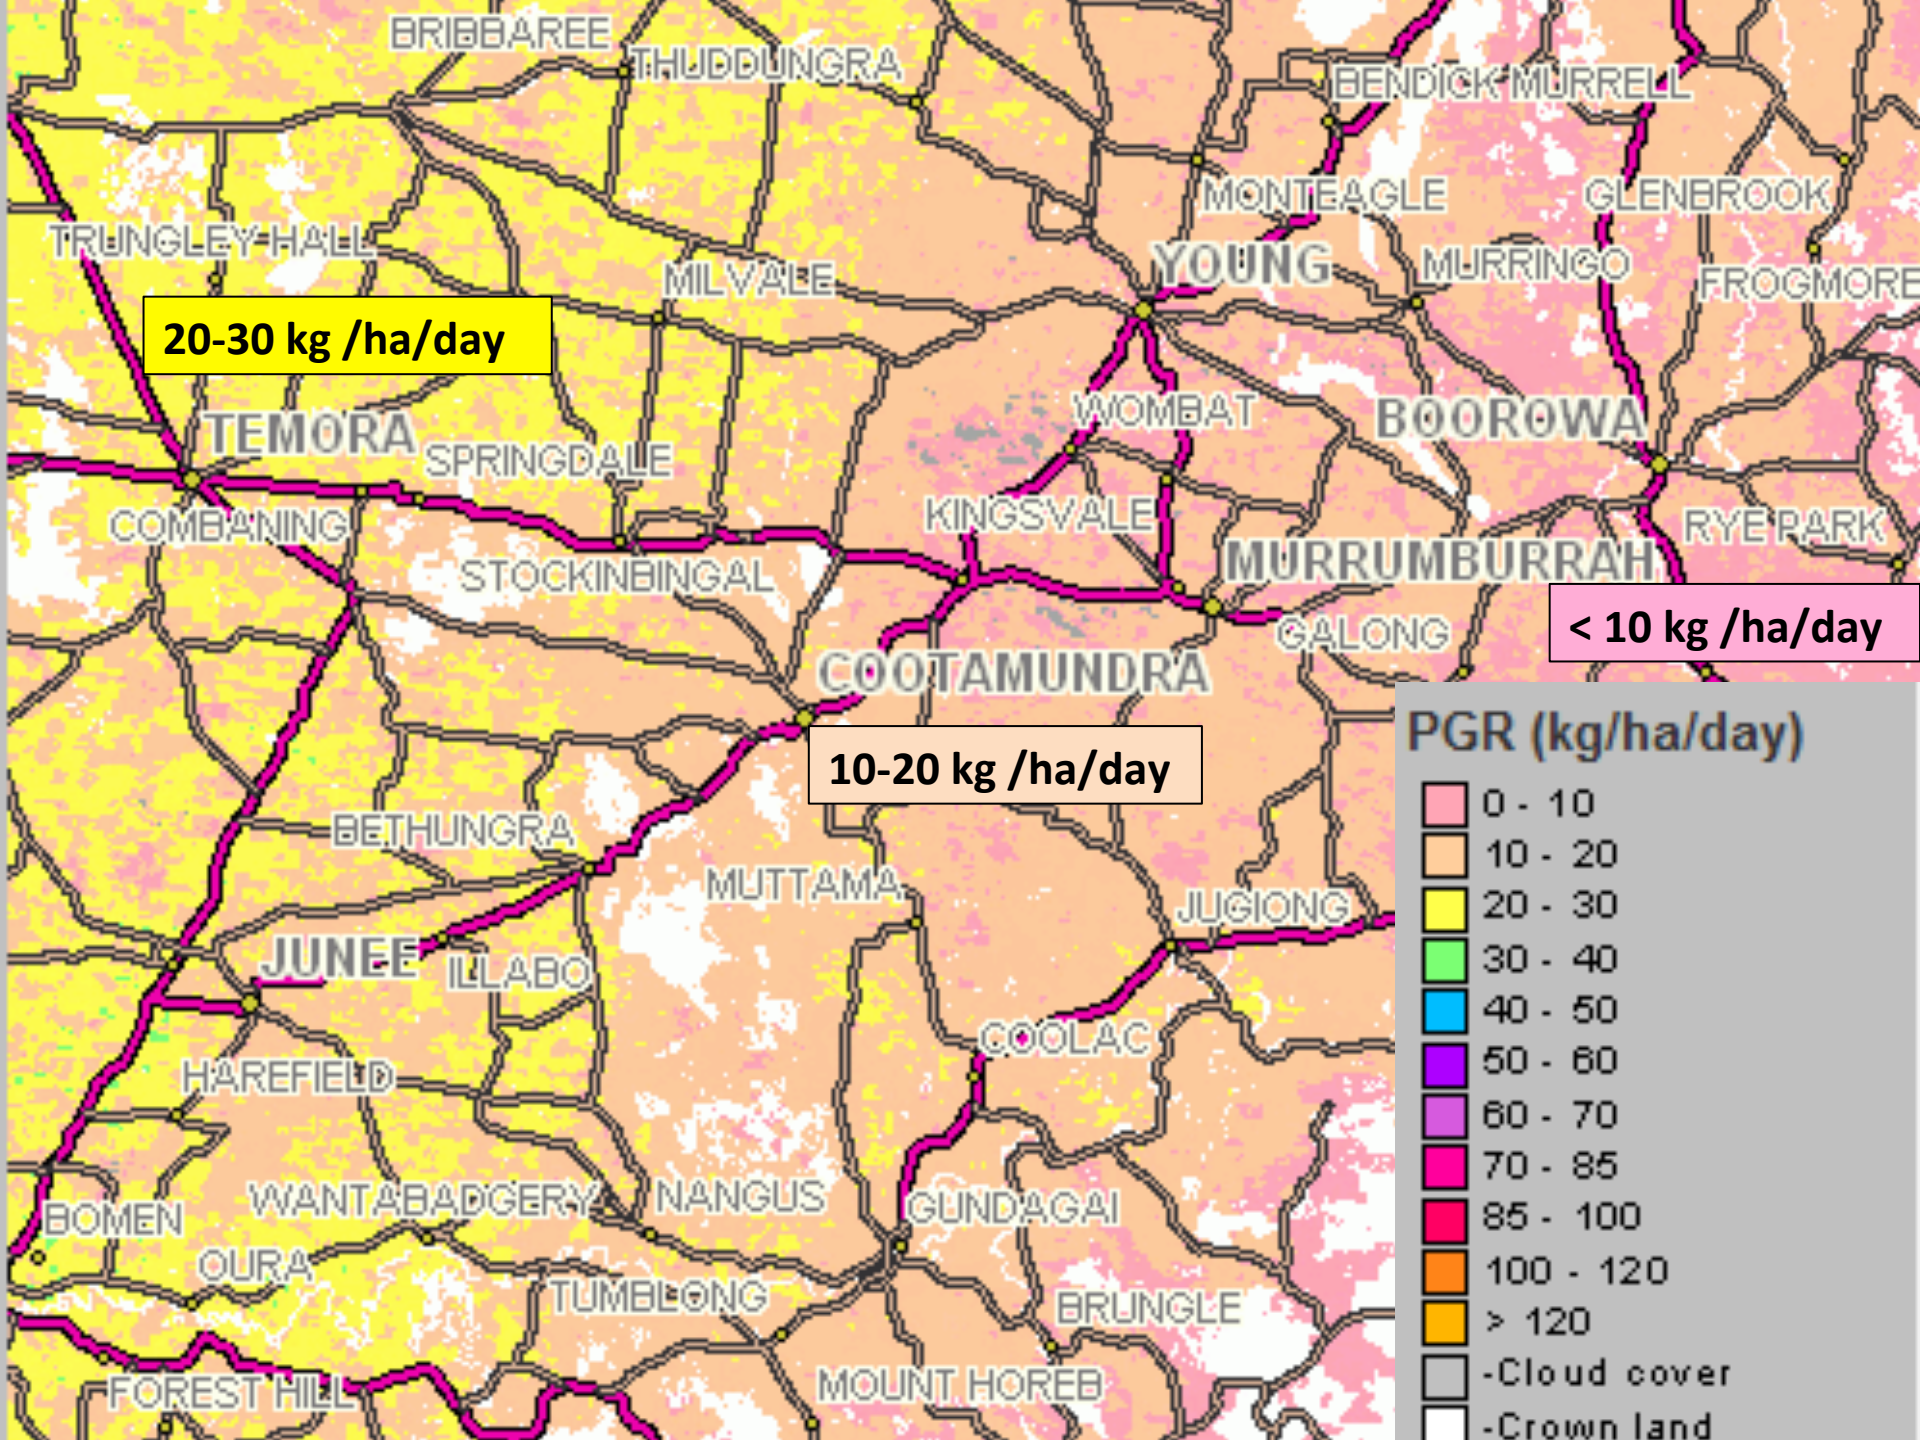 BRIBBAREE
THUDDUNGRA
BENDICK MURRELL
MONTEAGLE
GLENBROOK
TRUNGLEY HALL
YOUNG
MURRINGO
MILVALE
FROGMORE
20-30 kg /ha/day
TEMORA
WOMBAT
BOOROWA
SPRINGDALE
COMBANING
KINGSVALE
RYE PARK
STOCKINBINGAL
MURRUMBURRAH
GALONG
< 10 kg /ha/day
COOTAMUNDRA
10-20 kg /ha/day
BETHUNGRA
MUTTAMA
JUGIONG
JUNEE
ILLABO
COOLAC
HAREFIELD
WANTABADGERY
NANGUS
GUNDAGAI
BOMEN
OURA
TUMBLONG
BRUNGLE
FOREST HILL
MOUNT HOREB
PGR (kg/ha/day)
0 - 10
10 - 20
20 - 30
30 - 40
40 - 50
50 - 60
60 - 70
70 - 85
85 - 100
100 - 120
> 120
-Cloud cover
-Crown land